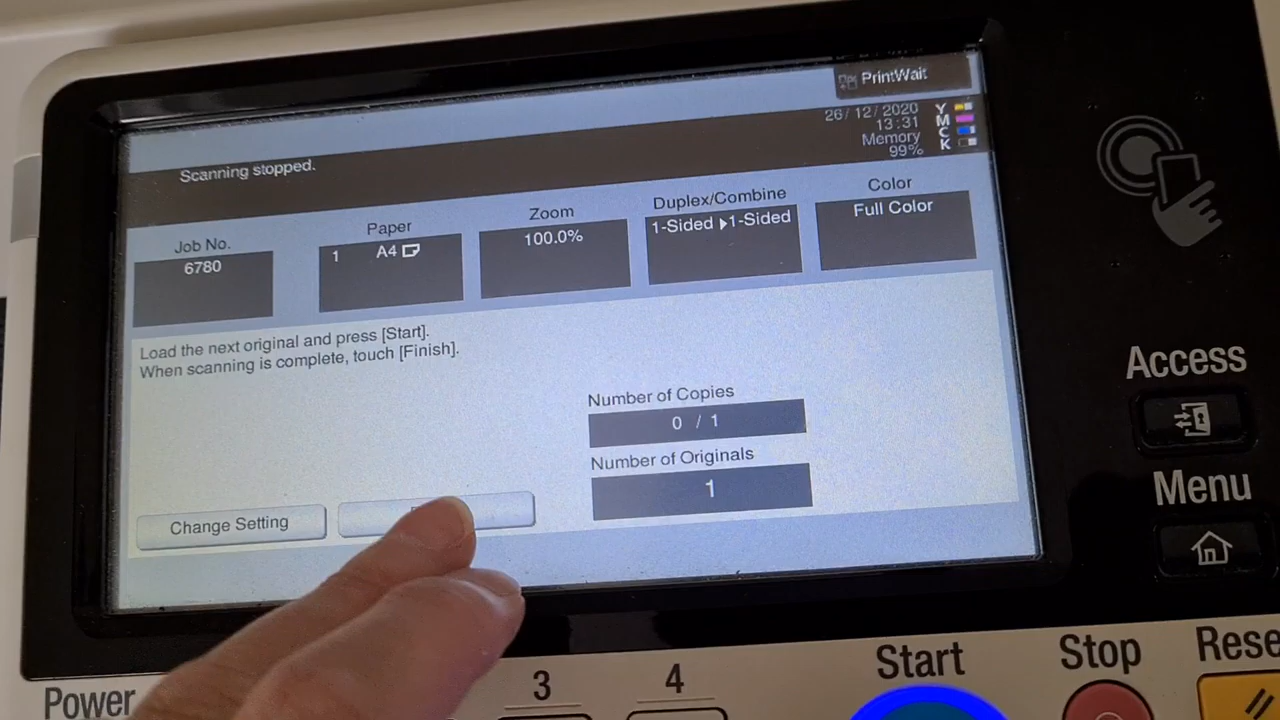 PrintWait
26/12/2020
13:31
Memory
99%
Y
M
C
K
Scanning stopped.
Job No.
6780
Paper
1 A4
Zoom
100.0%
Duplex/Combine
1-Sided ▶1-Sided
Color
Full Color
Load the next original and press [Start].
When scanning is complete, touch [Finish].
Number of Copies
0 / 1
Number of Originals
1
Change Setting
Access
Menu
Power
3
4
Start
Stop
Rese